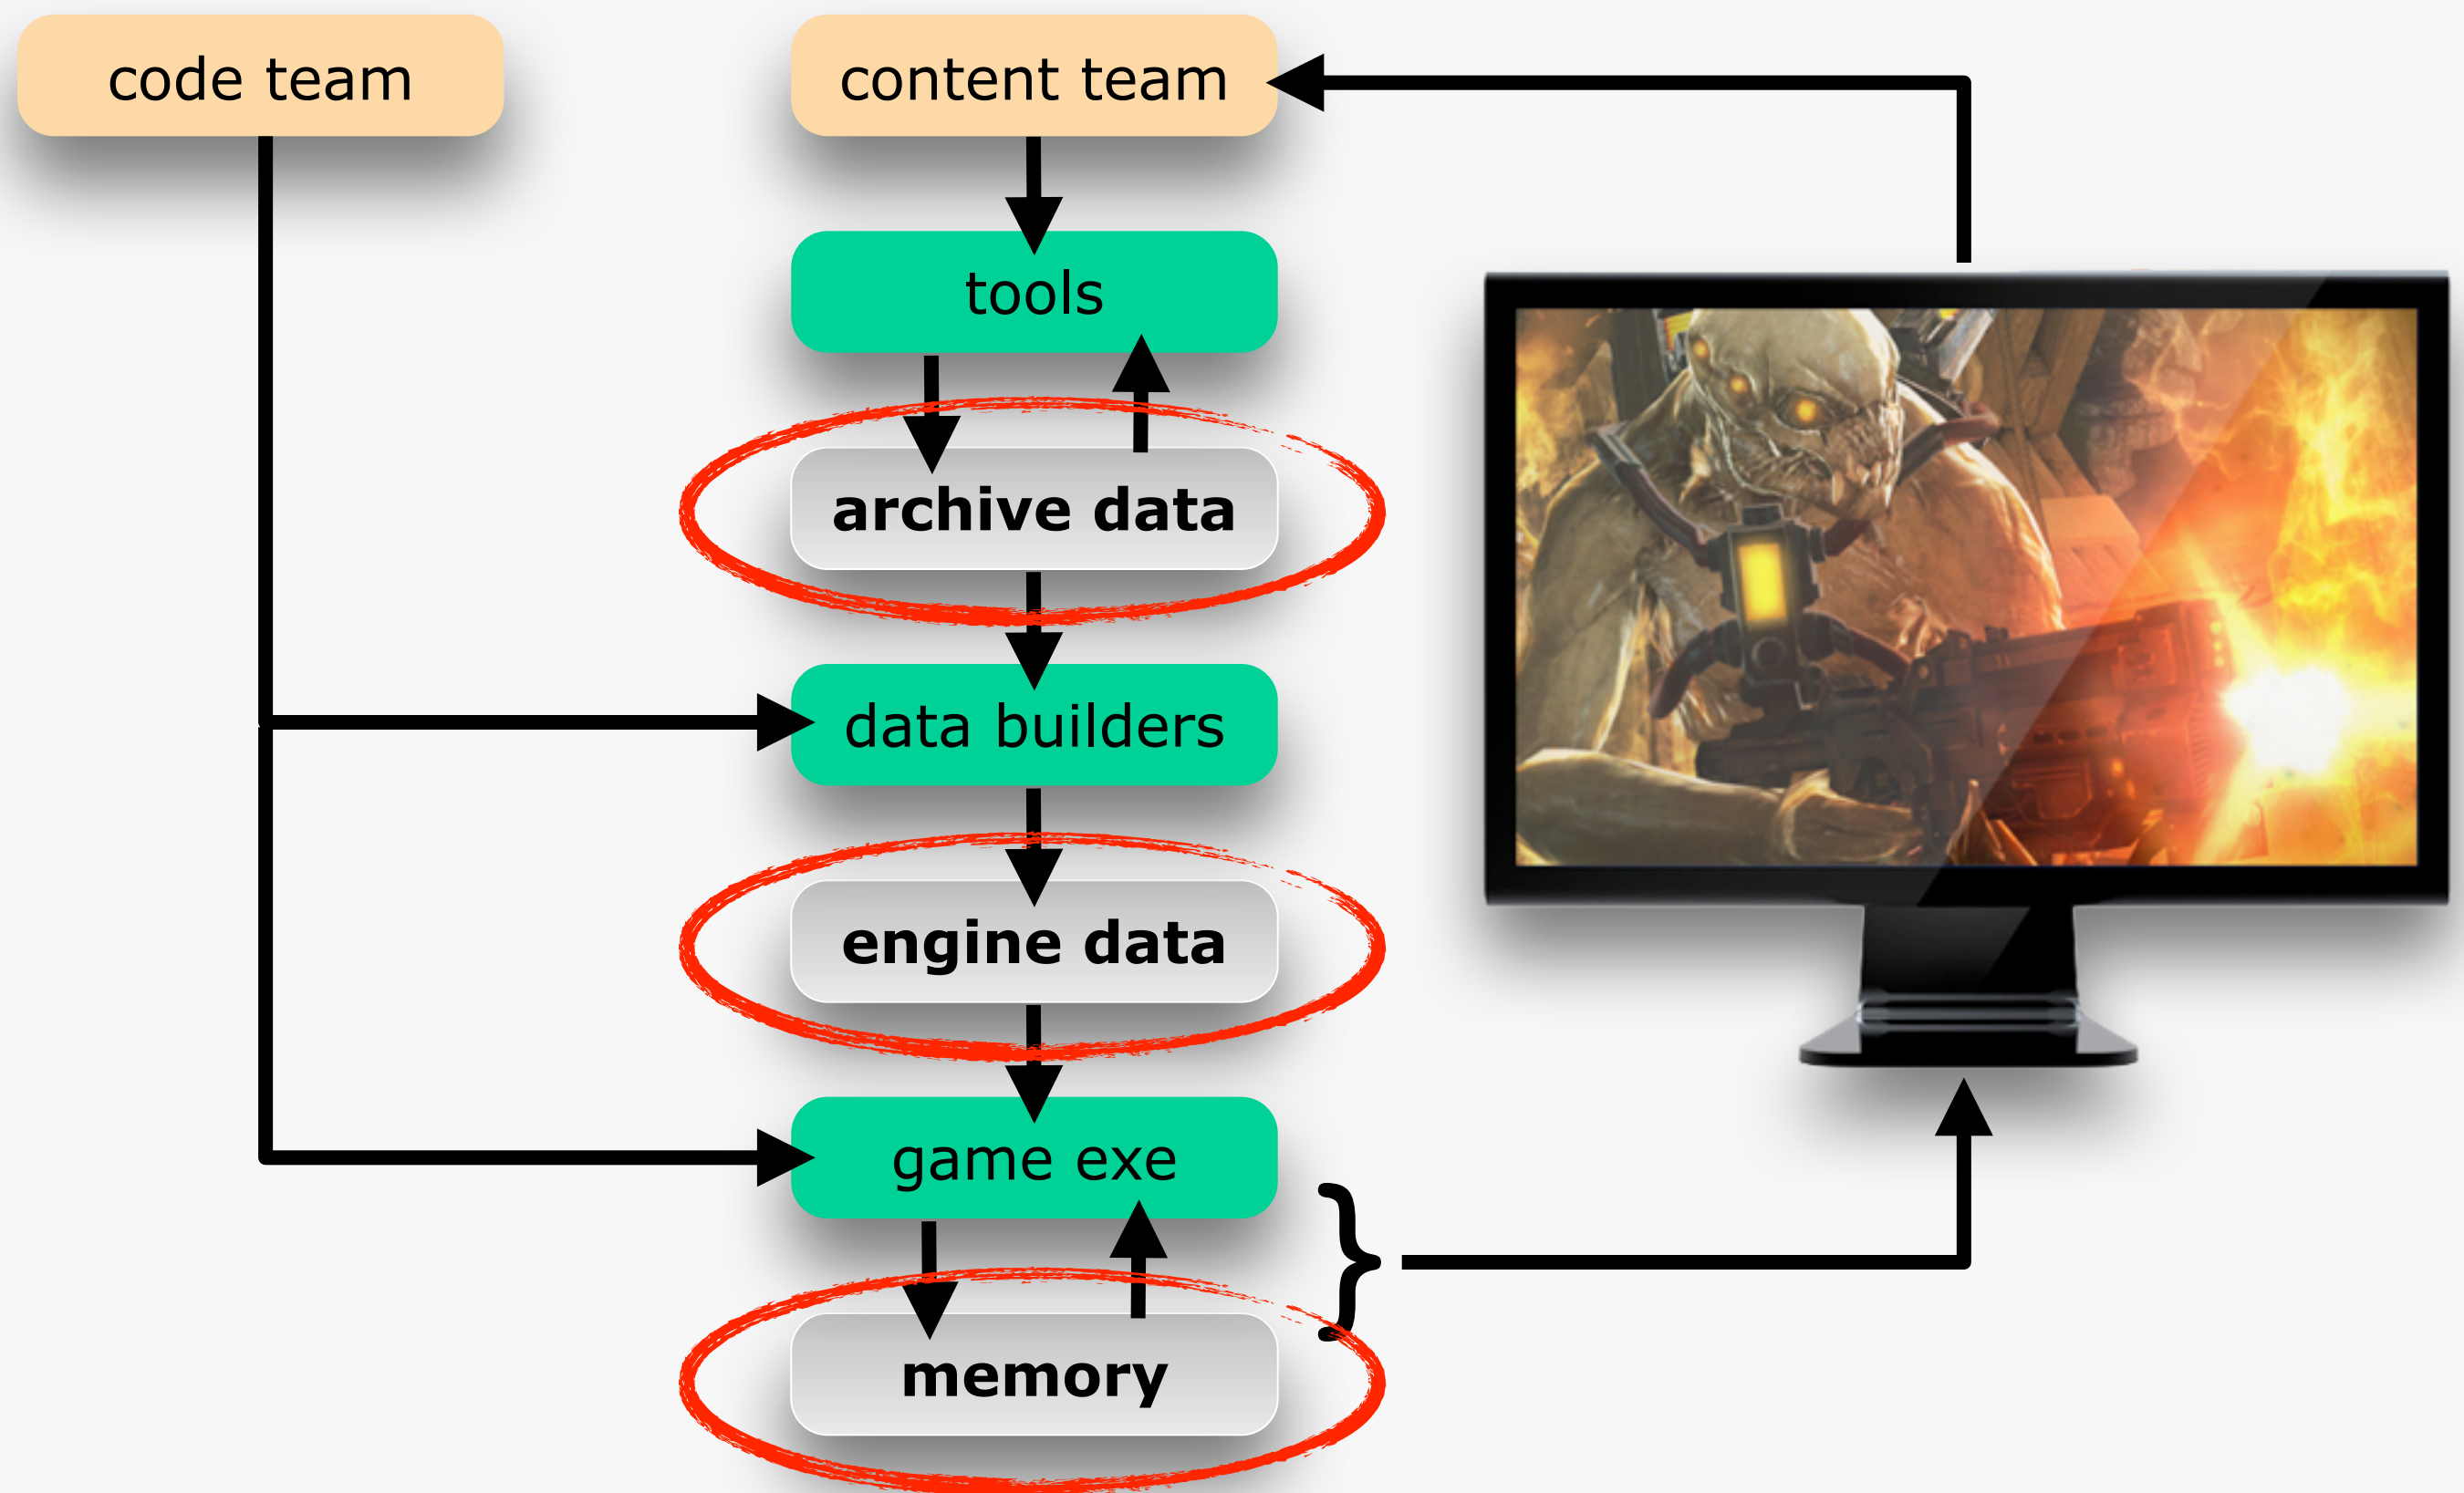 code team
content team
tools
archive data
data builders
engine data
game exe
}
memory